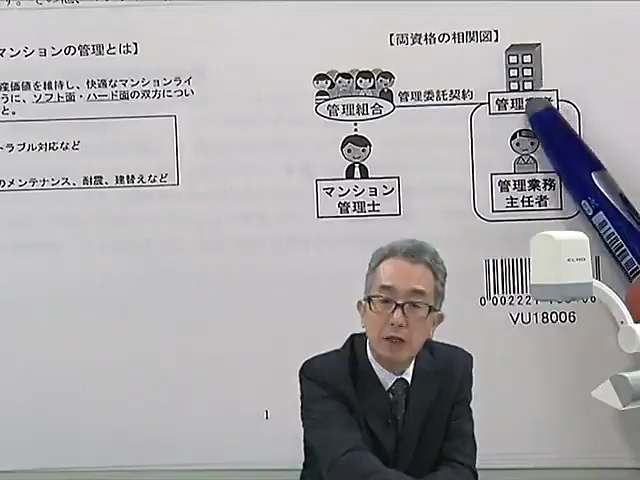 マンションの管理とは】
産価値を維持し、快適なマンションライ
うに、ソフト面・ハード面の双方につい
と。
トラブル対応など
のメンテナンス、耐震、建替えなど
【両資格の相関図】
管理組合
管理委託契約
マンション
管理士
管理業務
主任者
ELMO
VU18006
1